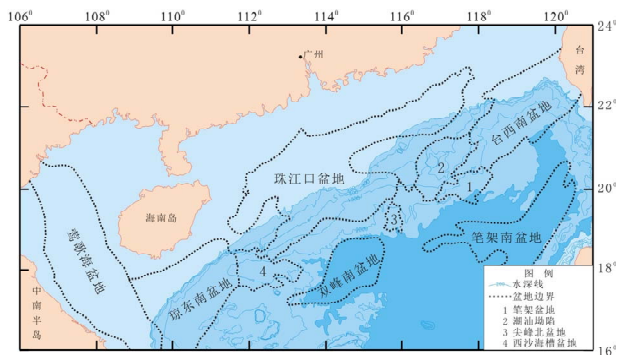 106° 108° 110° 112° 114° 116° 118° 120°
24°
22°
20°
18°
16°
广州
台
湾
台西南盆地
珠江口盆地
2
1
3
海南岛
莺歌海盆地
笔架南盆地
双峰南盆地
4
琼东南盆地
中
南
半
岛
图 例
水深线
盆地边界
1 笔架盆地
2 潮汕坳陷
3 尖峰北盆地
4 西沙海槽盆地